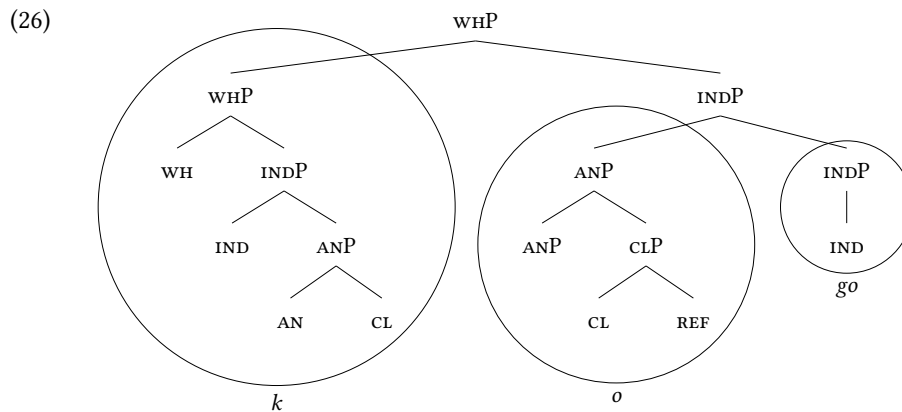 (26)
WHP
WHP INDP
WH INDP ANP INDP
IND ANP ANP CLP IND
AN CL CL REF
k o go